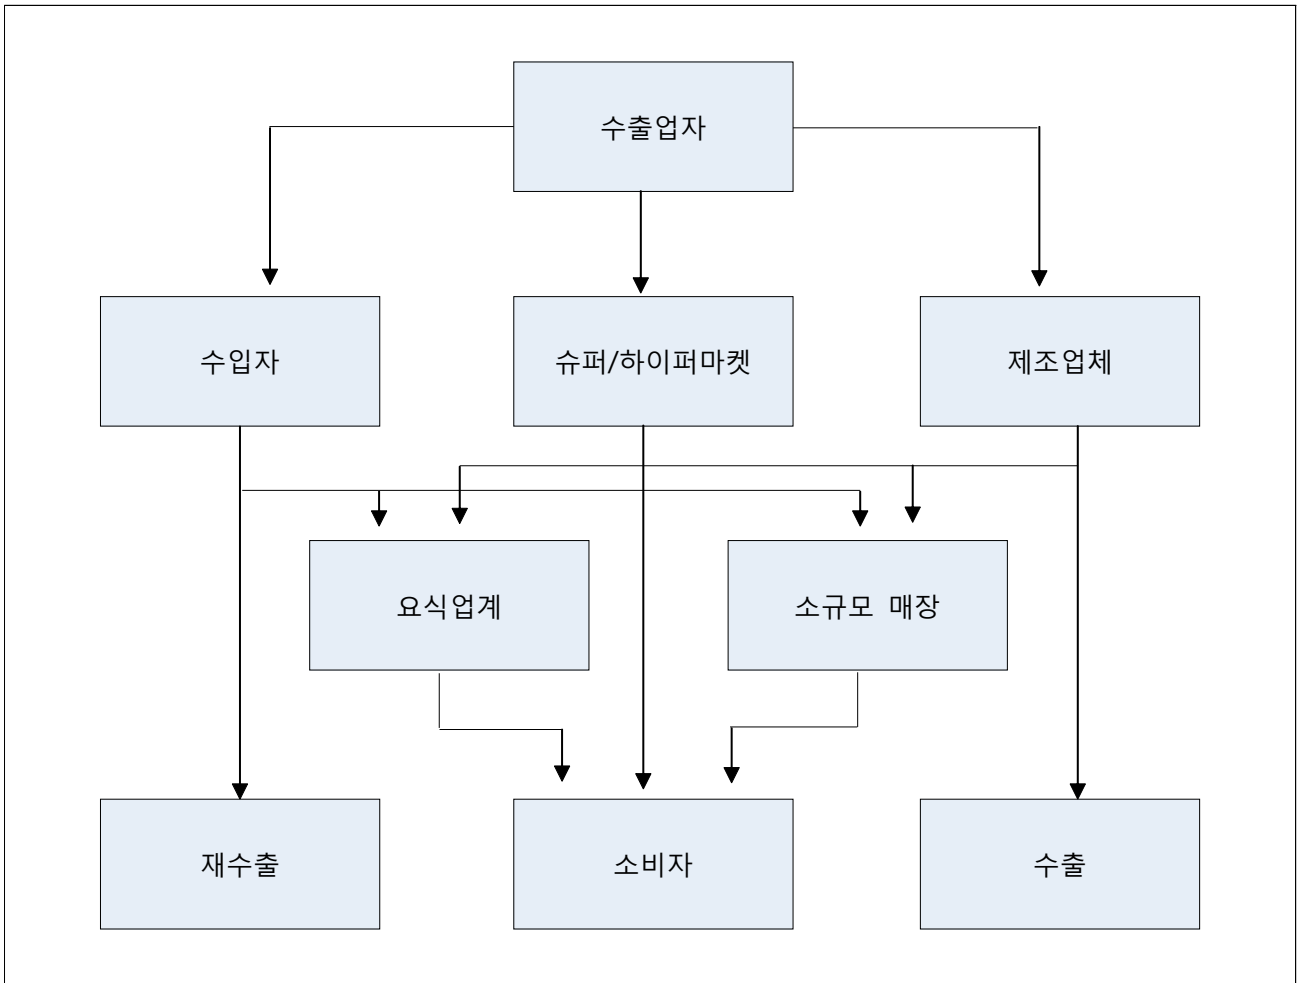 수출업자
수입자
슈퍼/하이퍼마켓
제조업체
요식업계
소규모 매장
재수출
소비자
수출